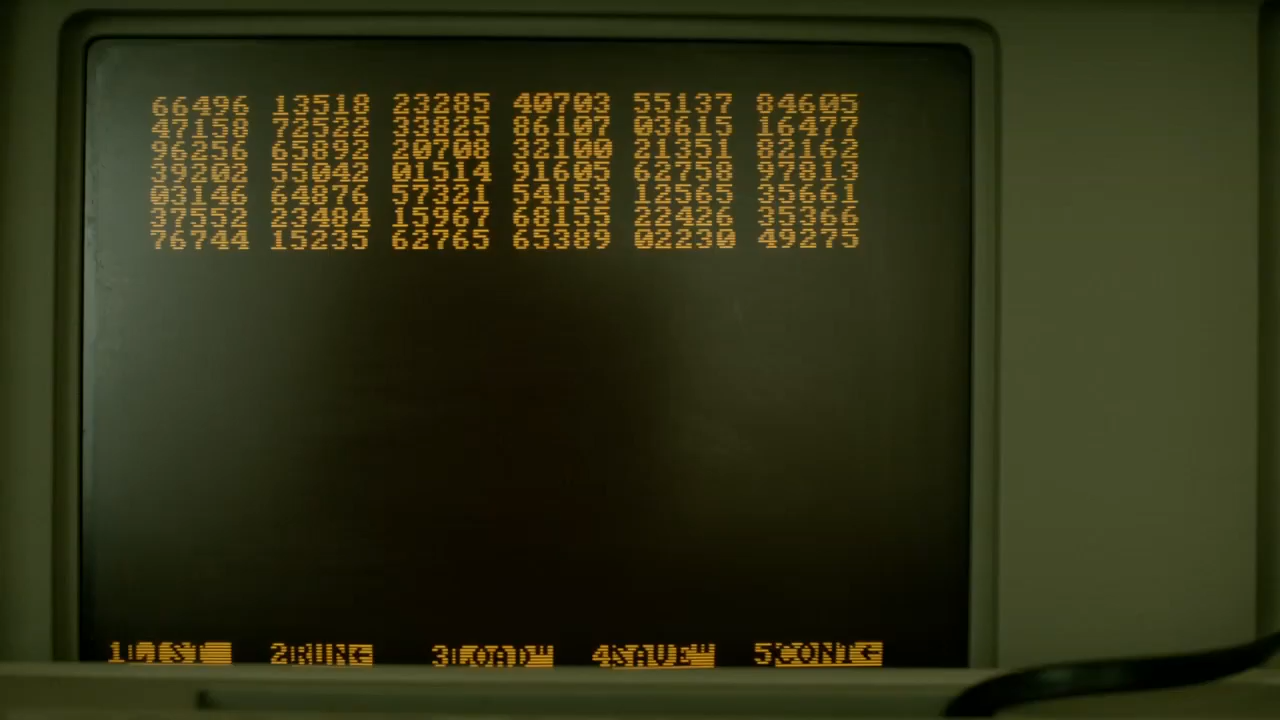 66496 13518 23285 40703 55137 84605
47158 72522 33825 86107 03615 16477
96256 65892 20708 32100 21351 82162
39202 55042 01514 91605 62758 97813
03146 64876 57321 54153 12565 35661
37552 23484 15967 68155 22426 35366
76744 15235 62765 65389 02230 49275
1LIST 2RUN← 3LOAD" 4SAVE" 5CONT←